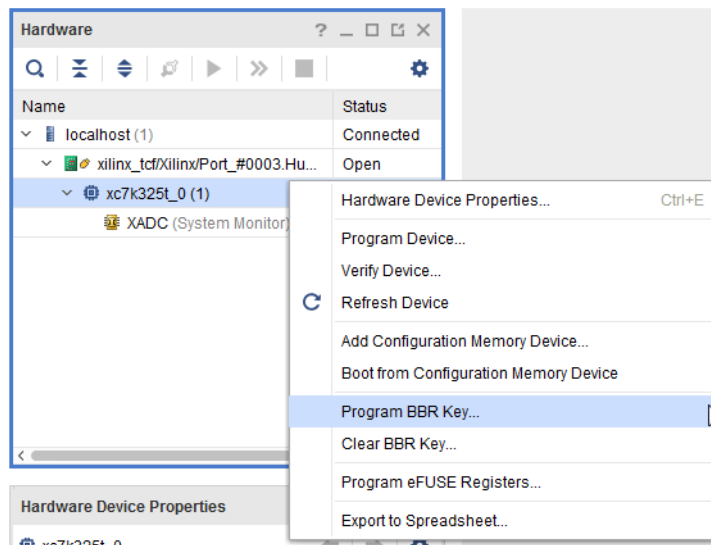 Hardware
Name Status
localhost (1) Connected
xilinx_tcf/Xilinx/Port_#0003.Hu... Open
xc7k325t_0 (1)
XADC (System Monitor)
Hardware Device Properties... Ctrl+E
Program Device...
Verify Device...
Refresh Device
Add Configuration Memory Device...
Boot from Configuration Memory Device
Program BBR Key...
Clear BBR Key...
Program eFUSE Registers...
Export to Spreadsheet...
Hardware Device Properties
xc7k325t_0